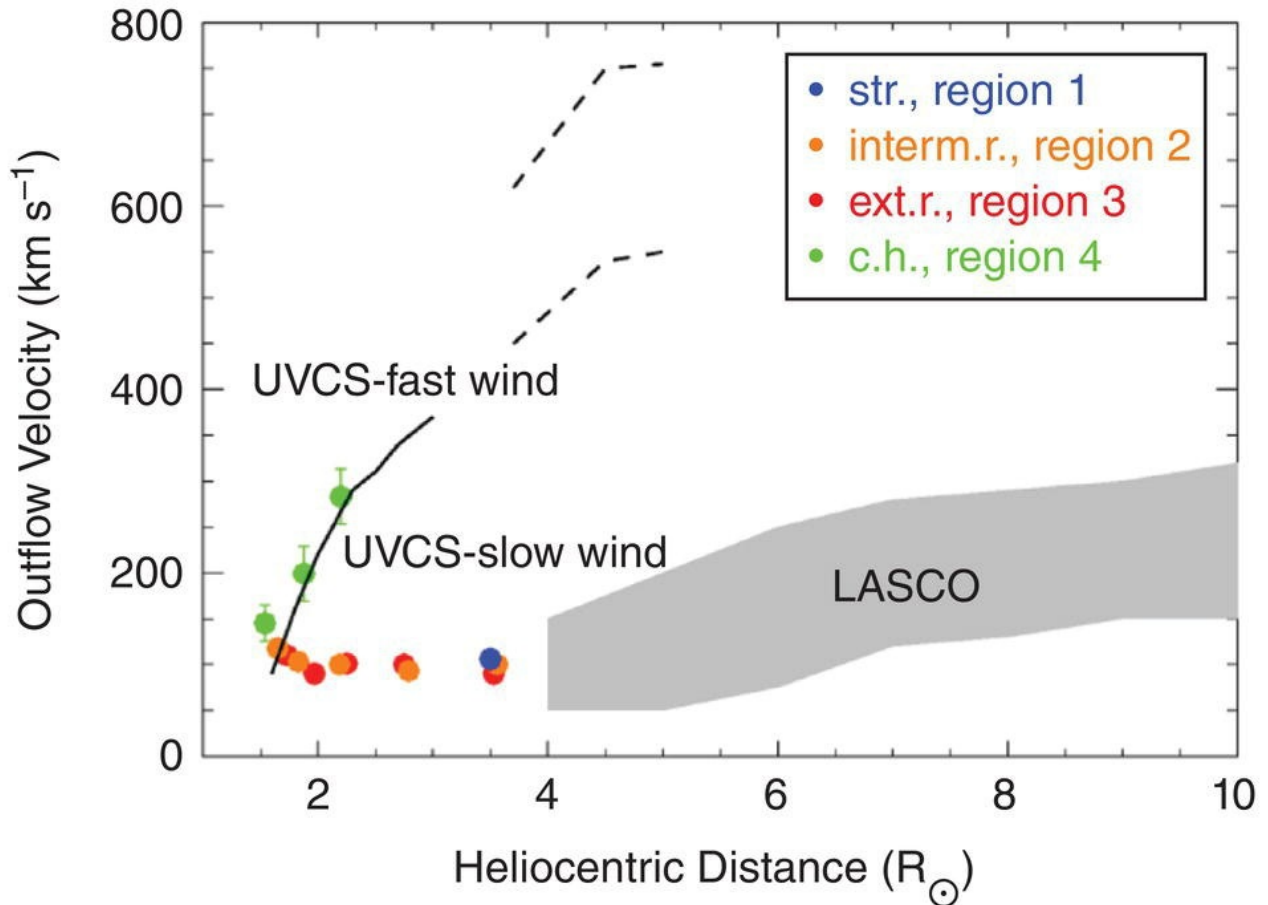 800
600
400
200
0
Outflow Velocity (km s⁻¹)
str., region 1
interm.r., region 2
ext.r., region 3
c.h., region 4
UVCS-fast wind
UVCS-slow wind
LASCO
2 4 6 8 10
Heliocentric Distance (R☉)